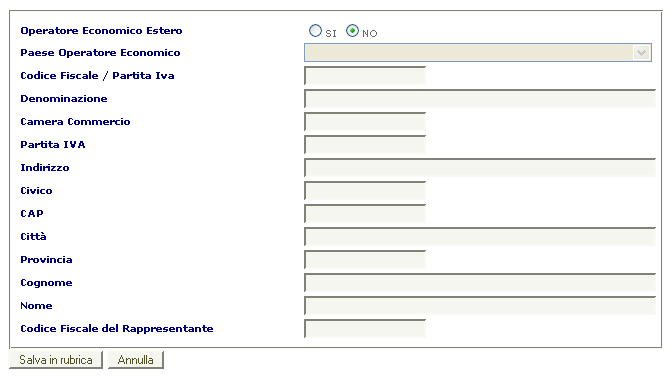 Operatore Economico Estero SI NO
Paese Operatore Economico
Codice Fiscale / Partita Iva
Denominazione
Camera Commercio
Partita IVA
Indirizzo
Civico
CAP
Città
Provincia
Cognome
Nome
Codice Fiscale del Rappresentante
Salva in rubrica Annulla